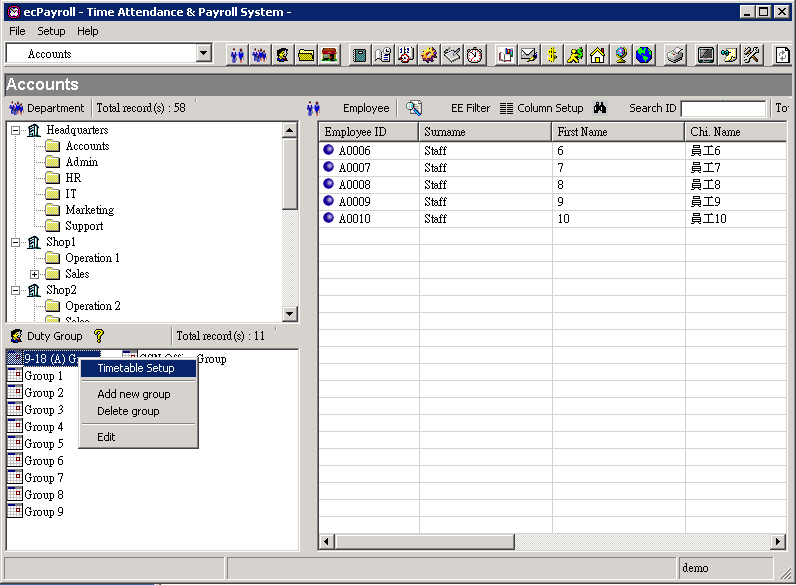 ecPayroll - Time Attendance & Payroll System -
File Setup Help
Accounts
Accounts
Department Total record(s) : 58
Employee EE Filter Column Setup Search ID To
Headquarters
Accounts
Admin
HR
IT
Marketing
Support
Shop1
Operation 1
Sales
Shop2
Operation 2
Sales
Employee ID Surname First Name Chi. Name
A0006 Staff 6 員工6
A0007 Staff 7 員工7
A0008 Staff 8 員工8
A0009 Staff 9 員工9
A0010 Staff 10 員工10
Duty Group Total record(s) : 11
9-18 (A) G
Group
Group 1
Group 2
Group 3
Group 4
Group 5
Group 6
Group 7
Group 8
Group 9
Timetable Setup
Add new group
Delete group
Edit
demo